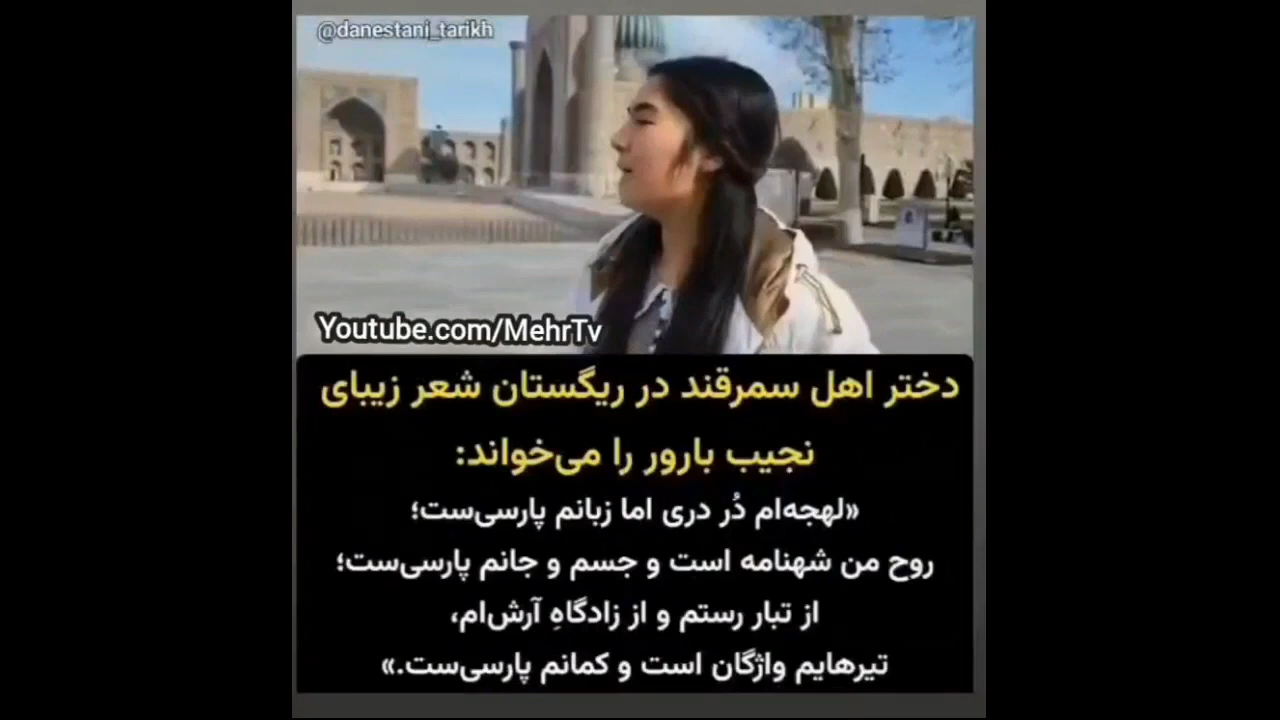 @danestani_tarikh
Youtube.com/MehrTv
دختر اهل سمرقند در ریگستان شعر زیبای
نجیب بارور را می‌خواند:
«لهجه‌ام دُر دری اما زبانم پارسی‌ست؛
روح من شهنامه است و جسم و جانم پارسی‌ست؛
از تبار رستم و از زادگاهِ آرش‌ام،
تیرهایم واژگان است و کمانم پارسی‌ست.»